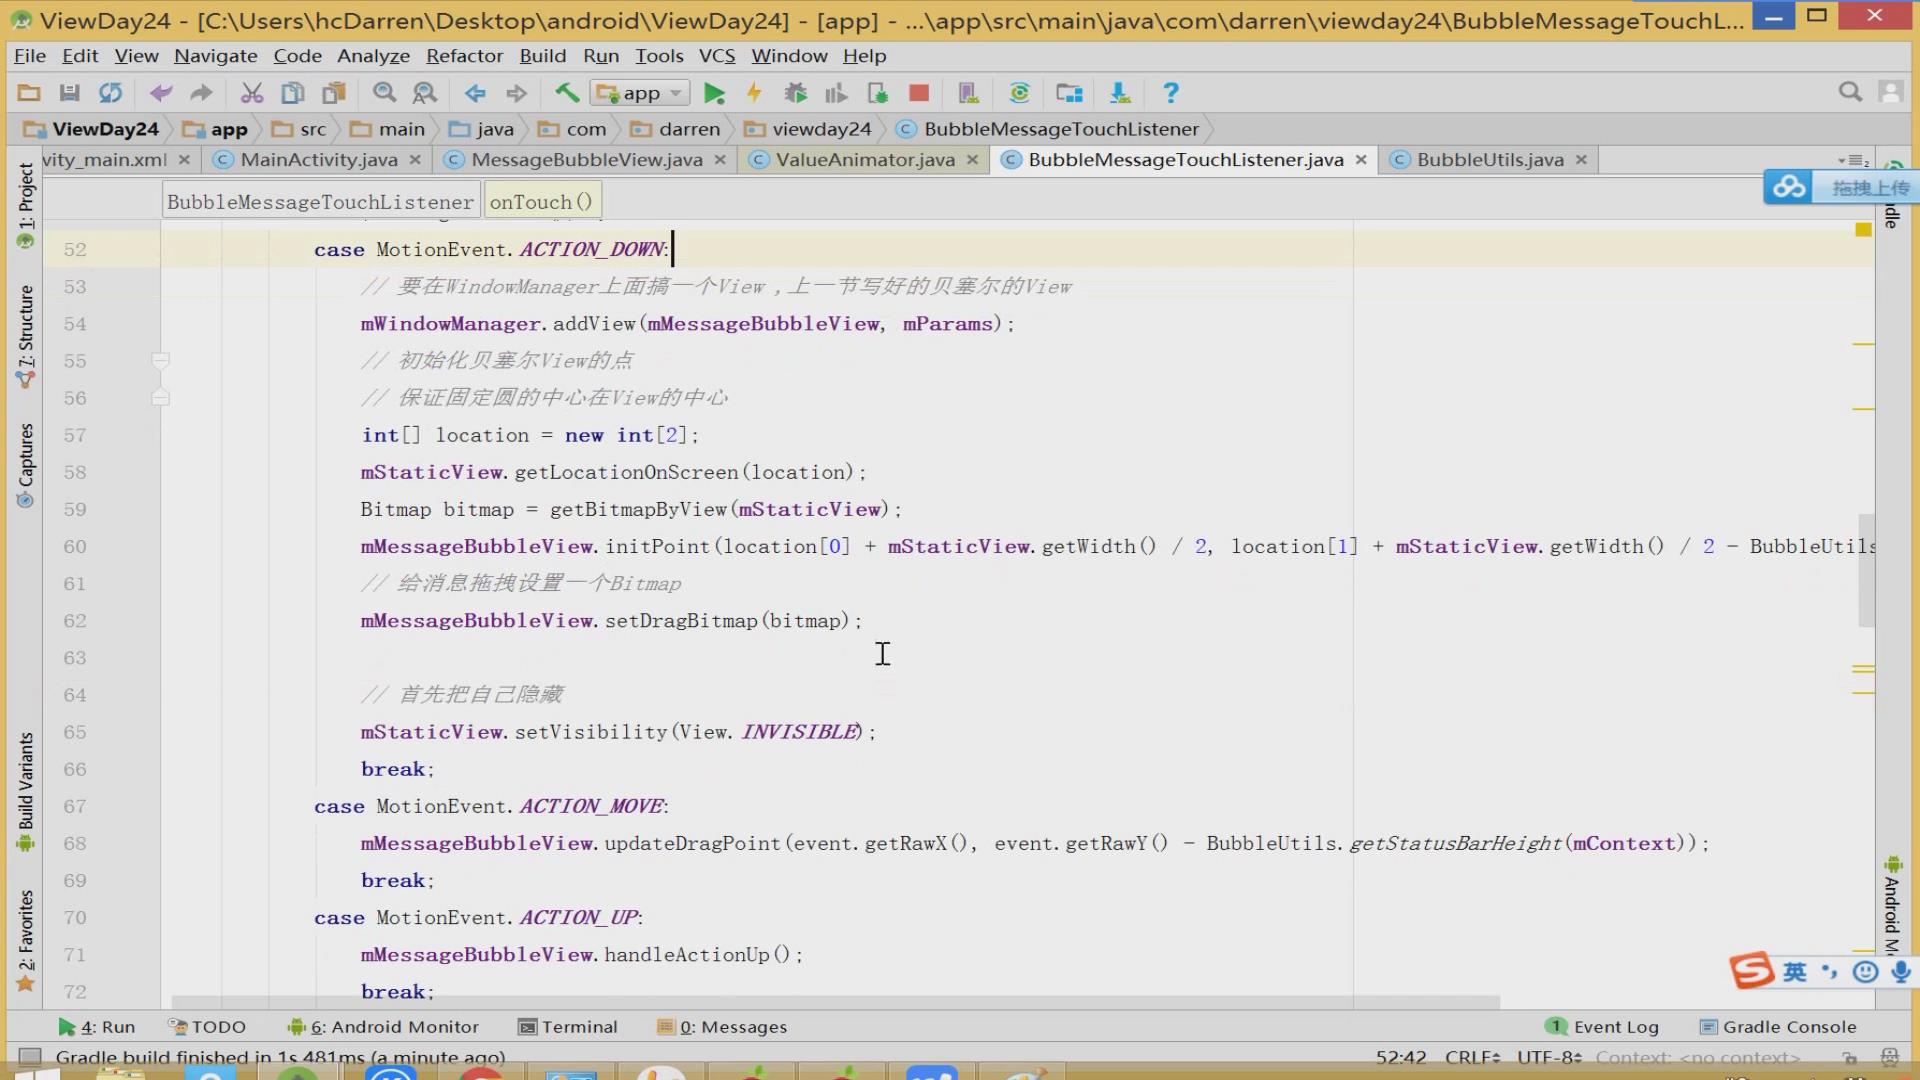 ViewDay24 - [C:\Users\hcDarren\Desktop\android\ViewDay24] - [app] - ...\app\src\main\java\com\darren\viewday24\BubbleMessageTouchL...
File Edit View Navigate Code Analyze Refactor Build Run Tools VCS Window Help
app
ViewDay24 app src main java com darren viewday24 BubbleMessageTouchListener
vity_main.xml MainActivity.java MessageBubbleView.java ValueAnimator.java BubbleMessageTouchListener.java BubbleUtils.java
拖拽上传
BubbleMessageTouchListener onTouch()
52 case MotionEvent.ACTION_DOWN:
53 // 要在WindowManager上面搞一个View ,上一节写好的贝塞尔的View
54 mWindowManager.addView(mMessageBubbleView, mParams);
55 // 初始化贝塞尔View的点
56 // 保证固定圆的中心在View的中心
57 int[] location = new int[2];
58 mStaticView.getLocationOnScreen(location);
59 Bitmap bitmap = getBitmapByView(mStaticView);
60 mMessageBubbleView.initPoint(location[0] + mStaticView.getWidth() / 2, location[1] + mStaticView.getWidth() / 2 - BubbleUtils
61 // 给消息拖拽设置一个Bitmap
62 mMessageBubbleView.setDragBitmap(bitmap);
63
64 // 首先把自己隐藏
65 mStaticView.setVisibility(View.INVISIBLE);
66 break;
67 case MotionEvent.ACTION_MOVE:
68 mMessageBubbleView.updateDragPoint(event.getRawX(), event.getRawY() - BubbleUtils.getStatusBarHeight(mContext));
69 break;
70 case MotionEvent.ACTION_UP:
71 mMessageBubbleView.handleActionUp();
72 break;
1: Project
7: Structure
Captures
Build Variants
2: Favorites
dle
Android Mo
英
4: Run TODO 6: Android Monitor Terminal 0: Messages 1 Event Log Gradle Console
Gradle build finished in 1s 481ms (a minute ago) 52:42 CRLF UTF-8 Context: <no context>